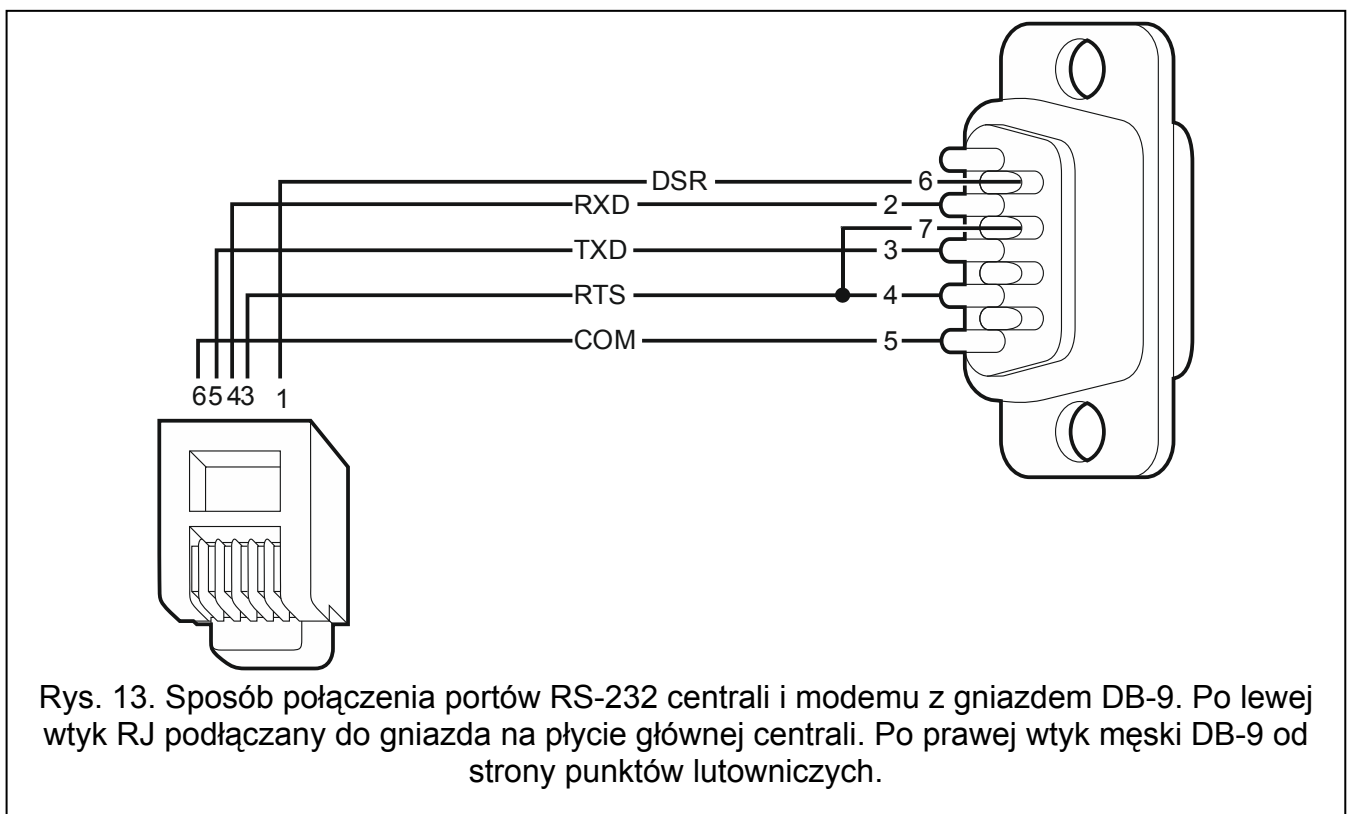 DSR 6
RXD 2
7
TXD 3
RTS 4
COM 5
6543 1
Rys. 13. Sposób połączenia portów RS-232 centrali i modemu z gniazdem DB-9. Po lewej
wtyk RJ podłączany do gniazda na płycie głównej centrali. Po prawej wtyk męski DB-9 od
strony punktów lutowniczych.